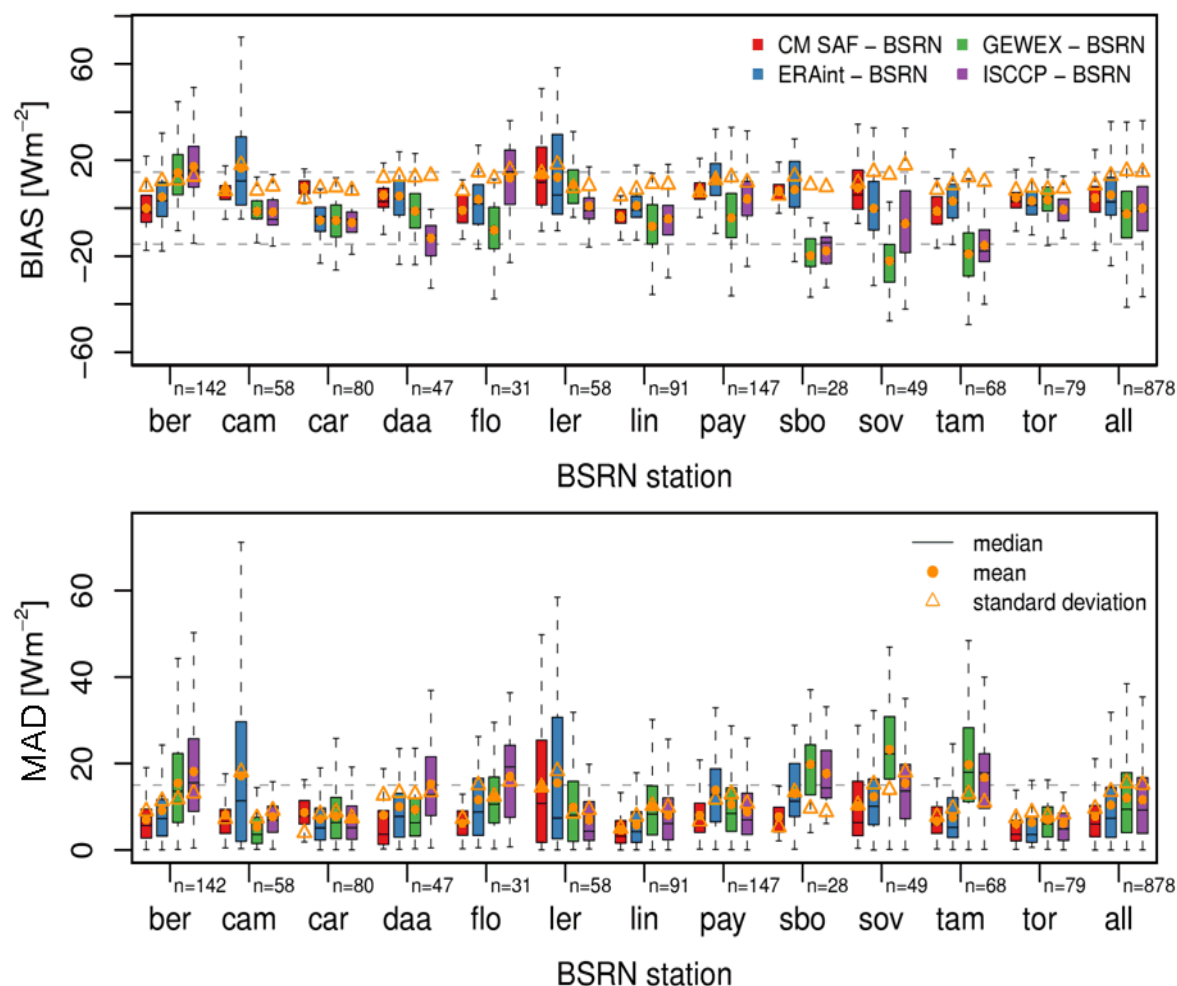 CM SAF − BSRN
GEWEX − BSRN
ERAint − BSRN
ISCCP − BSRN
BIAS [Wm−2]
60
20
−20
−60
n=142 n=58 n=80 n=47 n=31 n=58 n=91 n=147 n=28 n=49 n=68 n=79 n=878
ber cam car daa flo ler lin pay sbo sov tam tor all
BSRN station
median
mean
standard deviation
MAD [Wm−2]
60
40
20
0
n=142 n=58 n=80 n=47 n=31 n=58 n=91 n=147 n=28 n=49 n=68 n=79 n=878
ber cam car daa flo ler lin pay sbo sov tam tor all
BSRN station